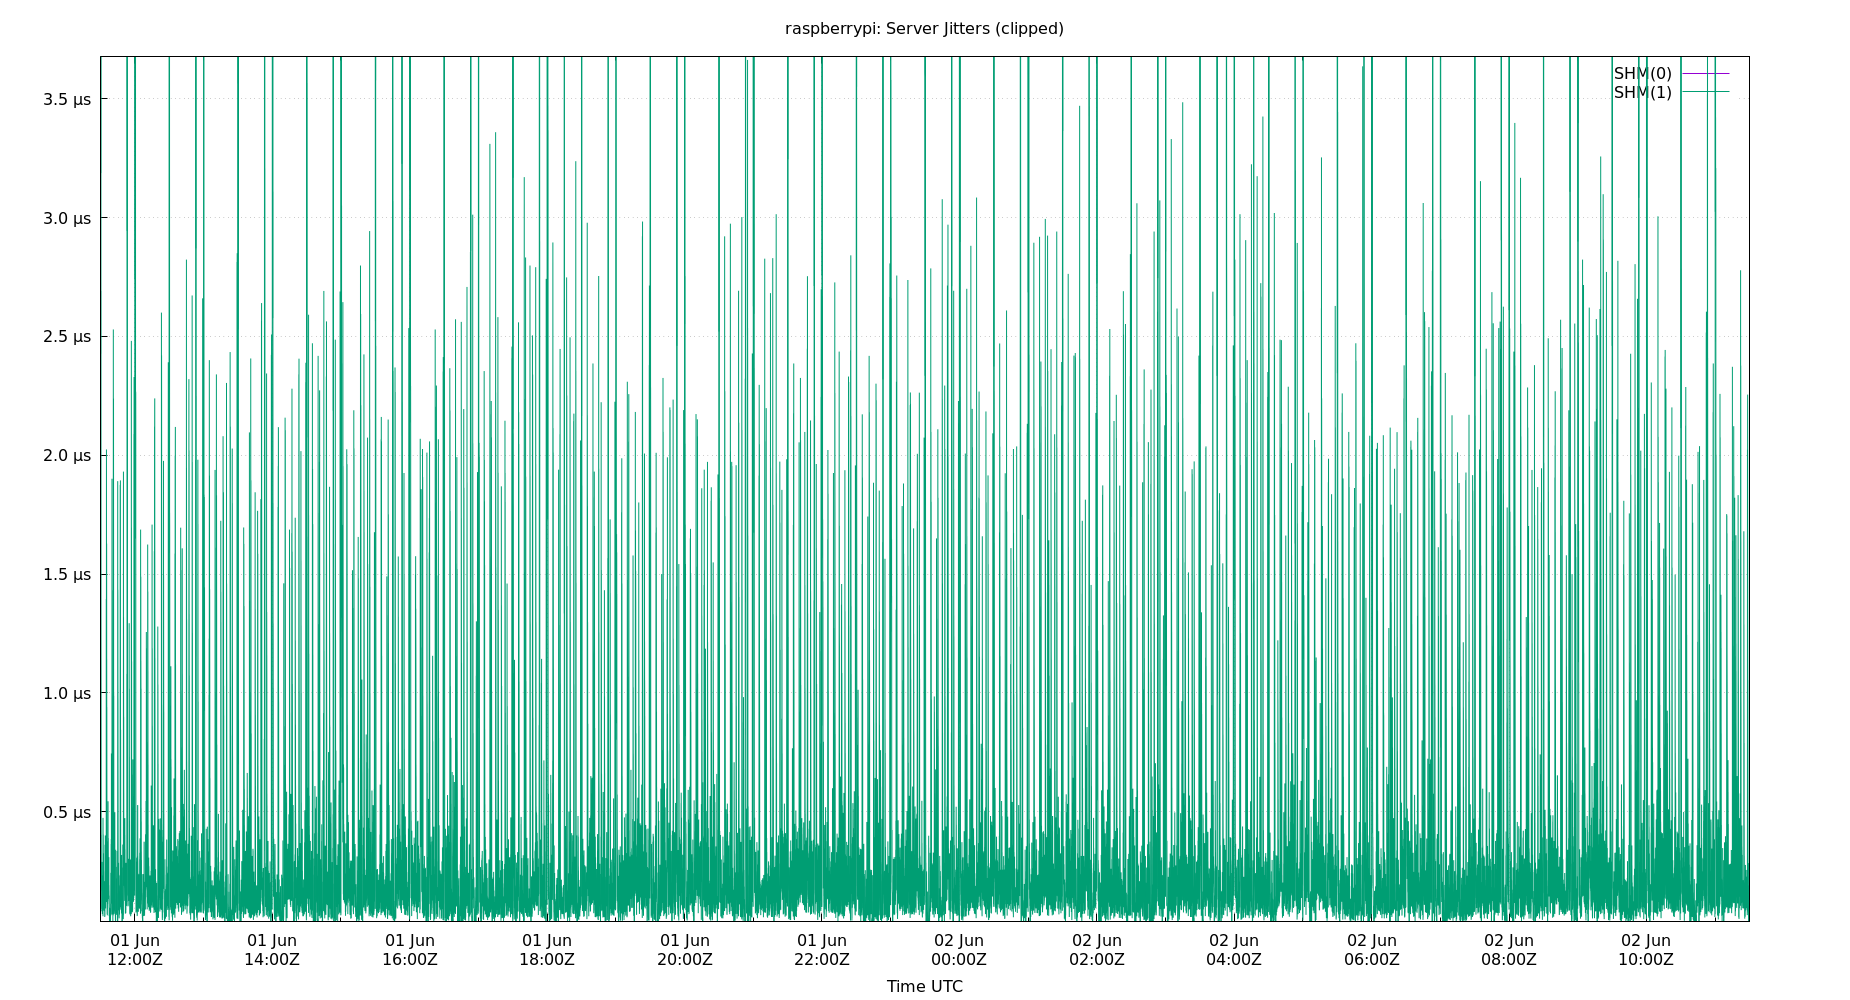 raspberrypi: Server Jitters (clipped)
SHM(0)
SHM(1)
3.5 μs
3.0 μs
2.5 μs
2.0 μs
1.5 μs
1.0 μs
0.5 μs
01 Jun 01 Jun 01 Jun 01 Jun 01 Jun 01 Jun 02 Jun 02 Jun 02 Jun 02 Jun 02 Jun 02 Jun
12:00Z 14:00Z 16:00Z 18:00Z 20:00Z 22:00Z 00:00Z 02:00Z 04:00Z 06:00Z 08:00Z 10:00Z
Time UTC